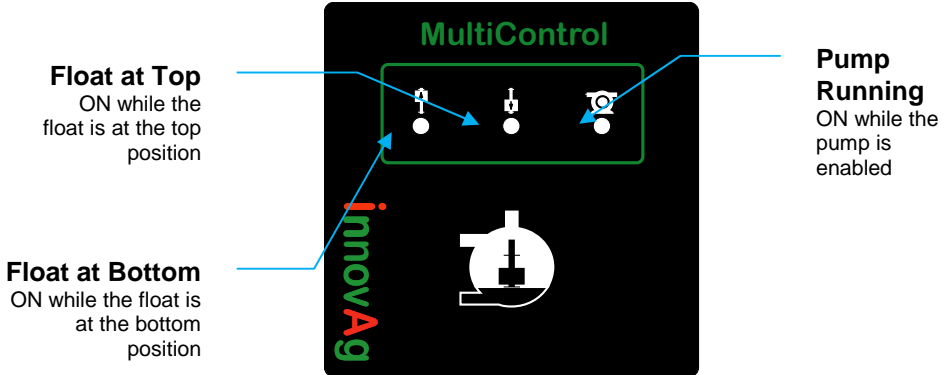 MultiControl
Float at Top
ON while the
float is at the top
position
Pump
Running
ON while the
pump is
enabled
Float at Bottom
ON while the float is
at the bottom
position
innovAg